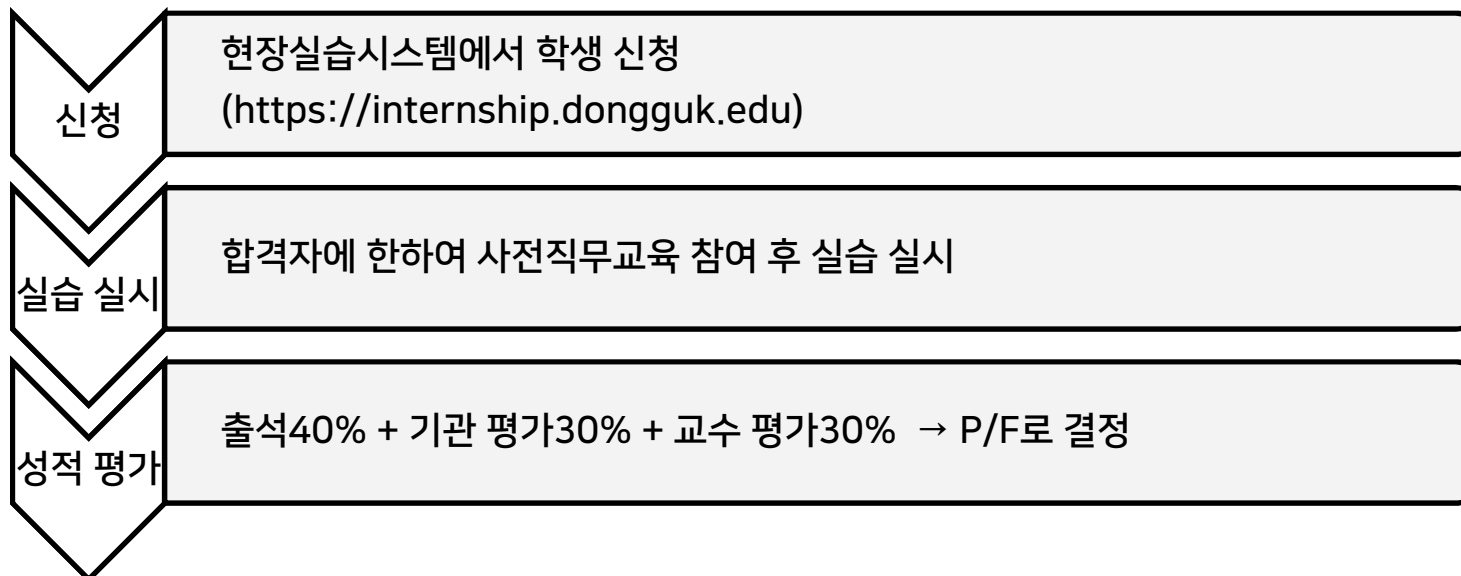 신청
현장실습시스템에서 학생 신청
(https://internship.dongguk.edu)
실습 실시
합격자에 한하여 사전직무교육 참여 후 실습 실시
성적 평가
출석40% + 기관 평가30% + 교수 평가30% → P/F로 결정